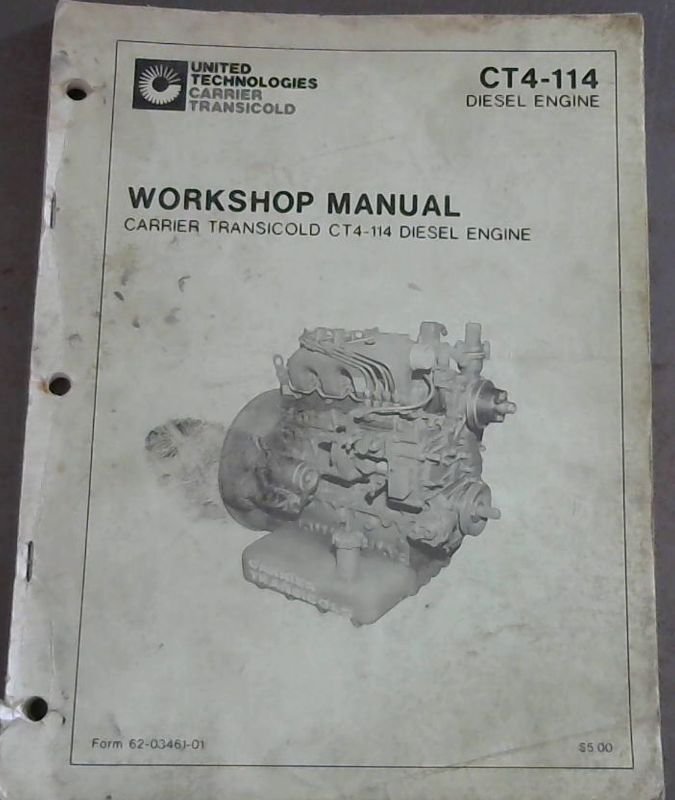 UNITED
TECHNOLOGIES
CARRIER
TRANSICOLD
CT4-114
DIESEL ENGINE
WORKSHOP MANUAL
CARRIER TRANSICOLD CT4-114 DIESEL ENGINE
Form 62-03461-01
$5.00